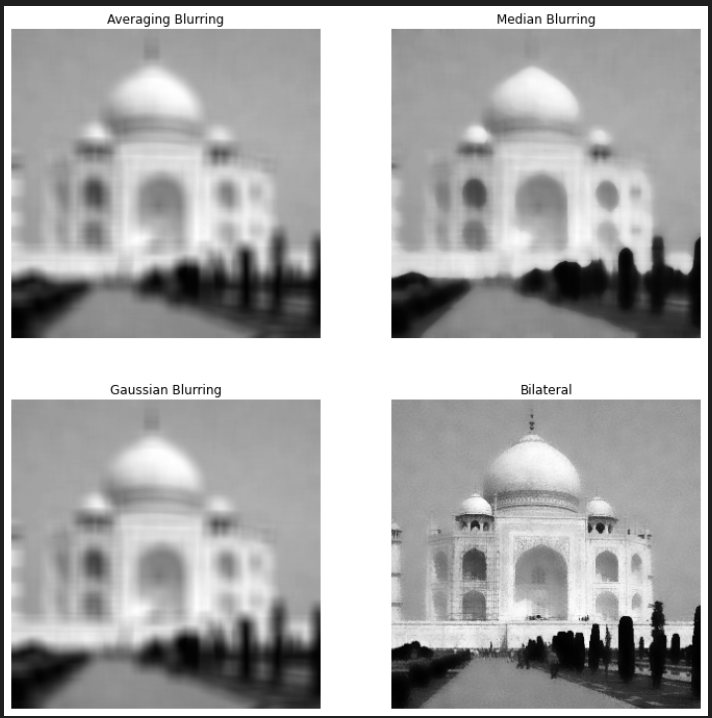 Averaging Blurring
Median Blurring
Gaussian Blurring
Bilateral